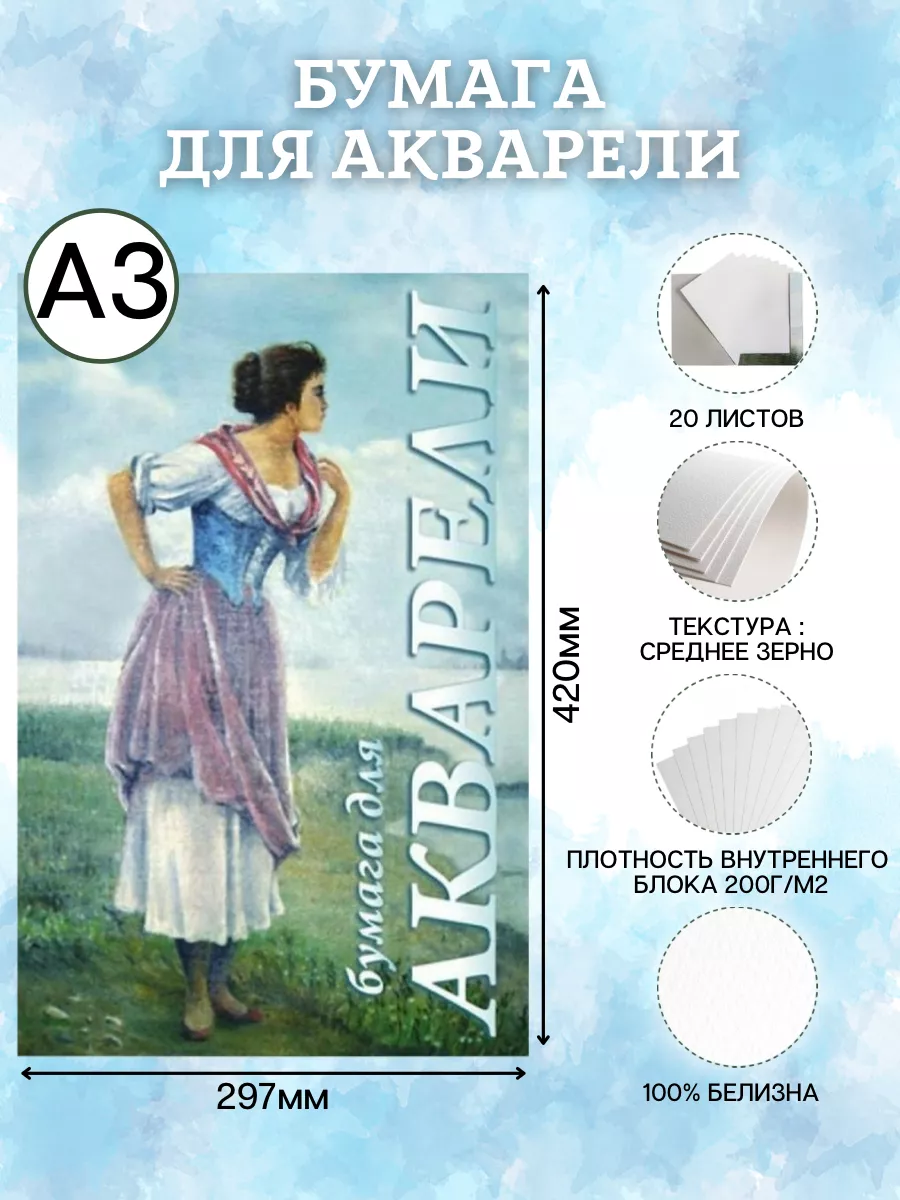 БУМАГА
ДЛЯ АКВАРЕЛИ
А3
бумага для
АКВАРЕЛИ
420мм
297мм
20 ЛИСТОВ
ТЕКСТУРА :
СРЕДНЕЕ ЗЕРНО
ПЛОТНОСТЬ ВНУТРЕННЕГО
БЛОКА 200Г/М2
100% БЕЛИЗНА